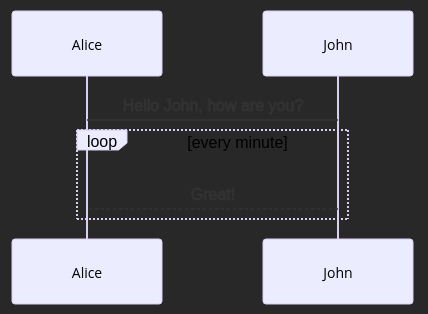 Alice John
Hello John, how are you?
loop [every minute]
Great!
Alice John